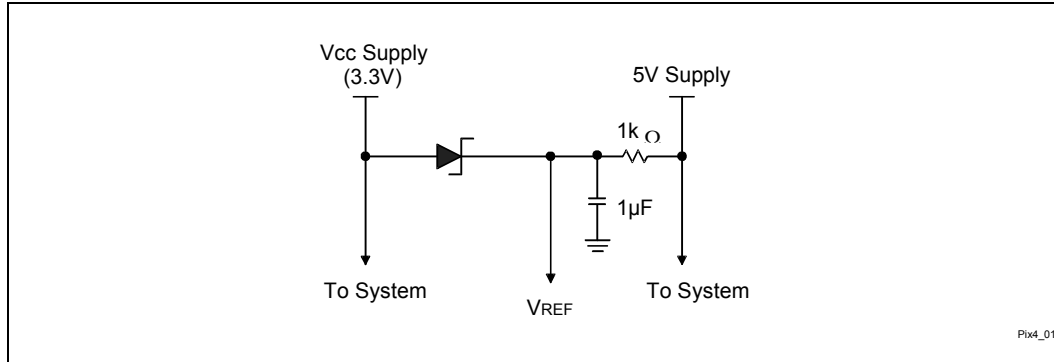 Vcc Supply
(3.3V)
5V Supply
1k Ω
1µF
To System
VREF
To System
Pix4_01